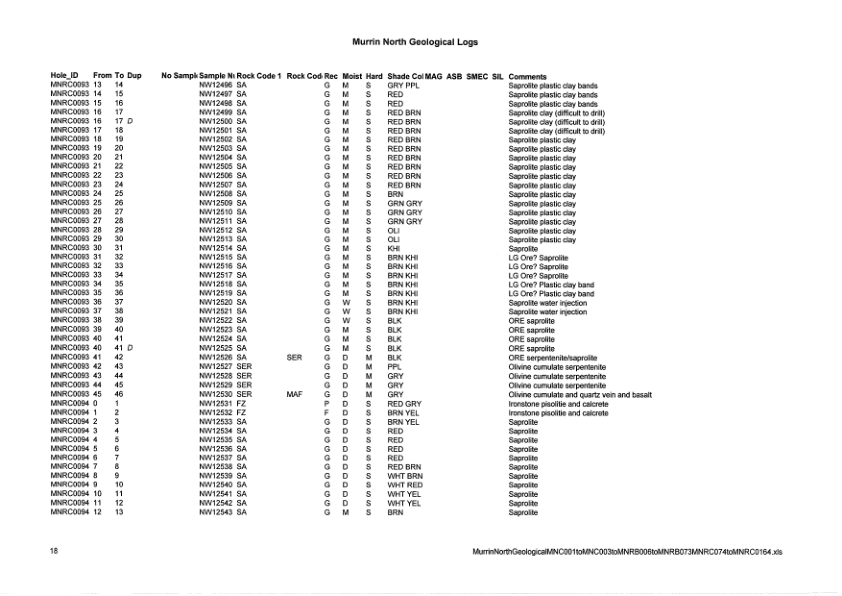 Murrin North Geological Logs
Hole_ID From To Dup No Sampl Sample N Rock Code 1 Rock Cod Rec Moist Hard Shade Col MAG ASB SMEC SIL Comments
MNRC0093 13 14 NW12496 SA G M S GRY PPL Saprolite plastic clay bands
MNRC0093 14 15 NW12497 SA G M S RED Saprolite plastic clay bands
MNRC0093 15 16 NW12498 SA G M S RED Saprolite plastic clay bands
MNRC0093 16 17 NW12499 SA G M S RED BRN Saprolite clay (difficult to drill)
MNRC0093 16 17 D NW12500 SA G M S RED BRN Saprolite clay (difficult to drill)
MNRC0093 17 18 NW12501 SA G M S RED BRN Saprolite clay (difficult to drill)
MNRC0093 18 19 NW12502 SA G M S RED BRN Saprolite plastic clay
MNRC0093 19 20 NW12503 SA G M S RED BRN Saprolite plastic clay
MNRC0093 20 21 NW12504 SA G M S RED BRN Saprolite plastic clay
MNRC0093 21 22 NW12505 SA G M S RED BRN Saprolite plastic clay
MNRC0093 22 23 NW12506 SA G M S RED BRN Saprolite plastic clay
MNRC0093 23 24 NW12507 SA G M S RED BRN Saprolite plastic clay
MNRC0093 24 25 NW12508 SA G M S BRN Saprolite plastic clay
MNRC0093 25 26 NW12509 SA G M S GRN GRY Saprolite plastic clay
MNRC0093 26 27 NW12510 SA G M S GRN GRY Saprolite plastic clay
MNRC0093 27 28 NW12511 SA G M S GRN GRY Saprolite plastic clay
MNRC0093 28 29 NW12512 SA G M S OLI Saprolite plastic clay
MNRC0093 29 30 NW12513 SA G M S OLI Saprolite plastic clay
MNRC0093 30 31 NW12514 SA G M S KHI Saprolite
MNRC0093 31 32 NW12515 SA G M S BRN KHI LG Ore? Saprolite
MNRC0093 32 33 NW12516 SA G M S BRN KHI LG Ore? Saprolite
MNRC0093 33 34 NW12517 SA G M S BRN KHI LG Ore? Saprolite
MNRC0093 34 35 NW12518 SA G M S BRN KHI LG Ore? Plastic clay band
MNRC0093 35 36 NW12519 SA G M S BRN KHI LG Ore? Plastic clay band
MNRC0093 36 37 NW12520 SA G W S BRN KHI Saprolite water injection
MNRC0093 37 38 NW12521 SA G W S BRN KHI Saprolite water injection
MNRC0093 38 39 NW12522 SA G W S BLK ORE saprolite
MNRC0093 39 40 NW12523 SA G M S BLK ORE saprolite
MNRC0093 40 41 NW12524 SA G M S BLK ORE saprolite
MNRC0093 40 41 D NW12525 SA G M S BLK ORE saprolite
MNRC0093 41 42 NW12526 SA SER G D M BLK ORE serpentenite/saprolite
MNRC0093 42 43 NW12527 SER G D M PPL Olivine cumulate serpentenite
MNRC0093 43 44 NW12528 SER G D M GRY Olivine cumulate serpentenite
MNRC0093 44 45 NW12529 SER G D M GRY Olivine cumulate serpentenite
MNRC0093 45 46 NW12530 SER MAF G D M GRY Olivine cumulate and quartz vein and basalt
MNRC0094 0 1 NW12531 FZ P D S RED GRY Ironstone pisolitie and calcrete
MNRC0094 1 2 NW12532 FZ F D S BRN YEL Ironstone pisolitie and calcrete
MNRC0094 2 3 NW12533 SA G D S BRN YEL Saprolite
MNRC0094 3 4 NW12534 SA G D S RED Saprolite
MNRC0094 4 5 NW12535 SA G D S RED Saprolite
MNRC0094 5 6 NW12536 SA G D S RED Saprolite
MNRC0094 6 7 NW12537 SA G D S RED Saprolite
MNRC0094 7 8 NW12538 SA G D S RED BRN Saprolite
MNRC0094 8 9 NW12539 SA G D S WHT BRN Saprolite
MNRC0094 9 10 NW12540 SA G D S WHT RED Saprolite
MNRC0094 10 11 NW12541 SA G D S WHT YEL Saprolite
MNRC0094 11 12 NW12542 SA G D S WHT YEL Saprolite
MNRC0094 12 13 NW12543 SA G M S BRN Saprolite
18 MurrinNorthGeologicalMNC001toMNC003toMNRB006toMNRB073MNRC074toMNRC0164.xls